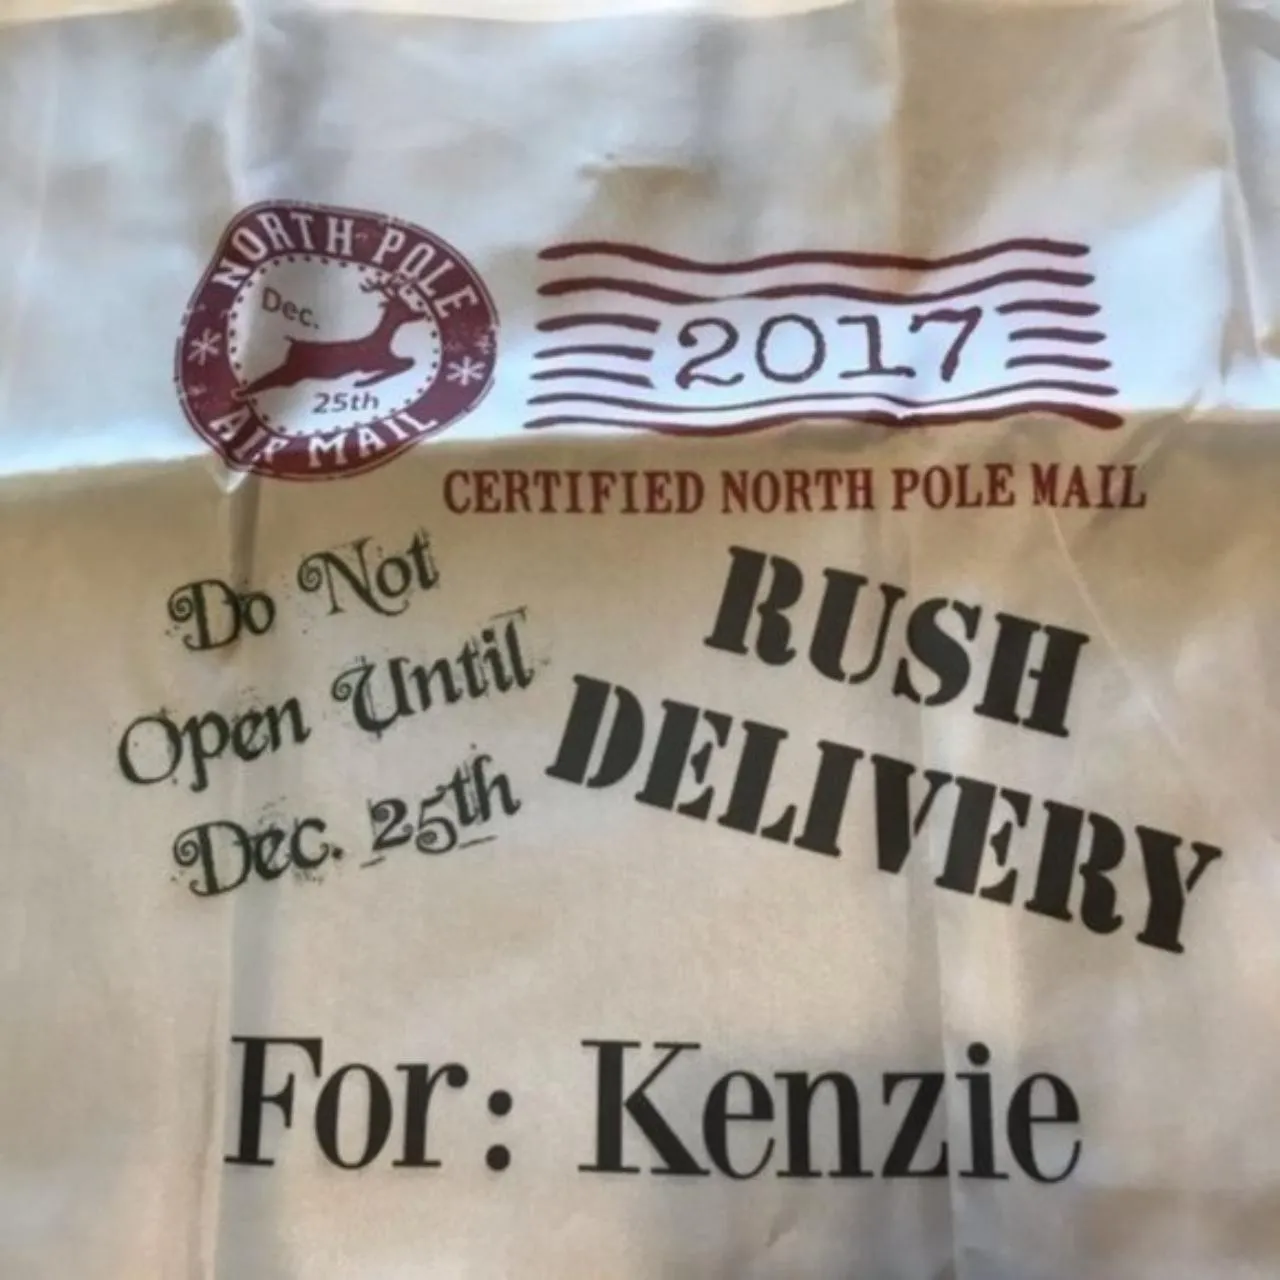 NORTH POLE
Dec.
25th
AIR MAIL
2017
CERTIFIED NORTH POLE MAIL
Do Not
Open Until
Dec. 25th
RUSH
DELIVERY
For: Kenzie